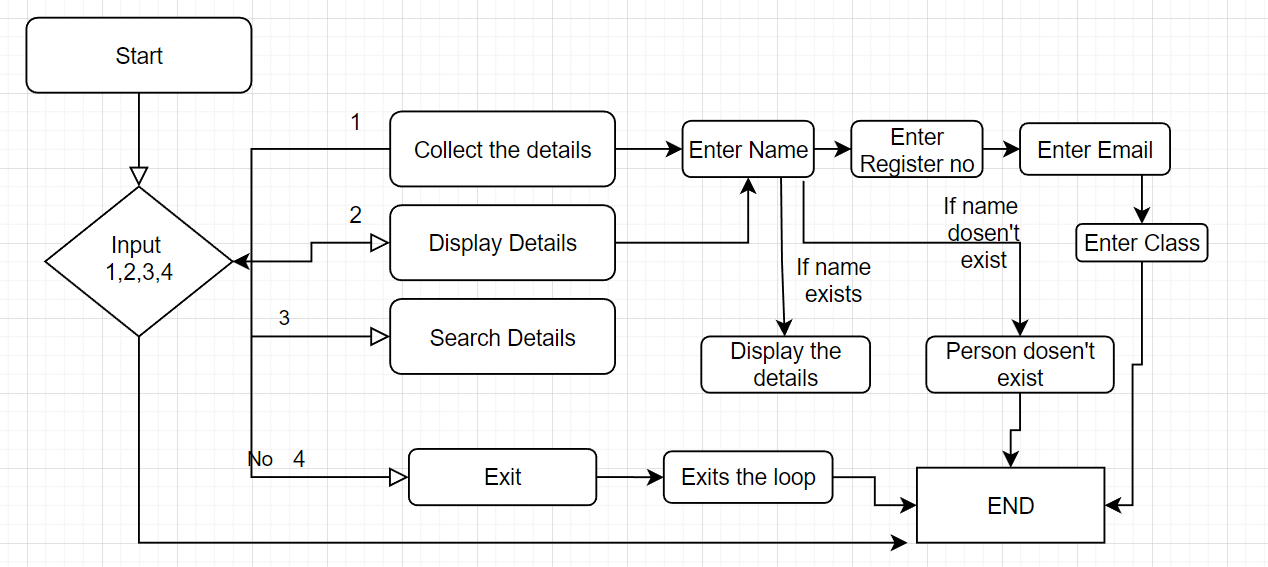 Start
1
Collect the details
Enter Name
Enter
Register no
Enter Email
2
Display Details
If name
dosen't
exist
Enter Class
Input
1,2,3,4
If name
exists
3
Search Details
Display the
details
Person dosen't
exist
No 4
Exit
Exits the loop
END